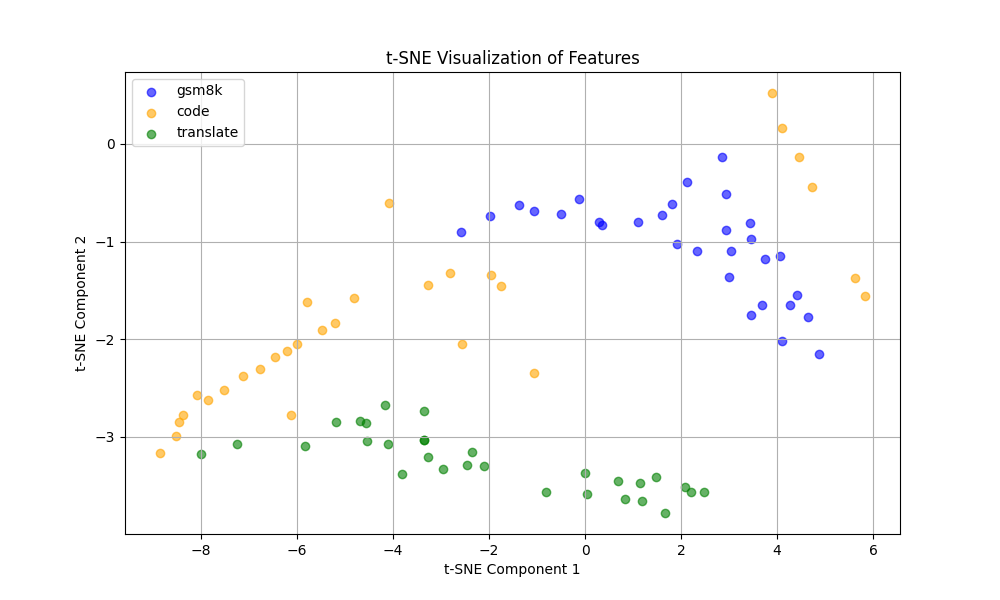 t-SNE Visualization of Features
gsm8k
code
translate
0
−1
−2
−3
t-SNE Component 2
−8 −6 −4 −2 0 2 4 6
t-SNE Component 1